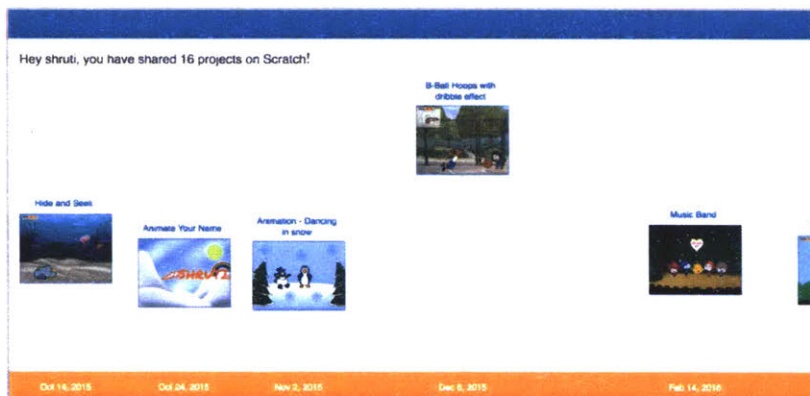 Hey shruti, you have shared 16 projects on Scratch!
B-Ball Hoops with
dribble effect
Hide and Seek
Animate Your Name
Animation - Dancing
in snow
Music Band
SHRUTI
Oct 14, 2015
Oct 24, 2015
Nov 2, 2015
Dec 6, 2015
Feb 14, 2016